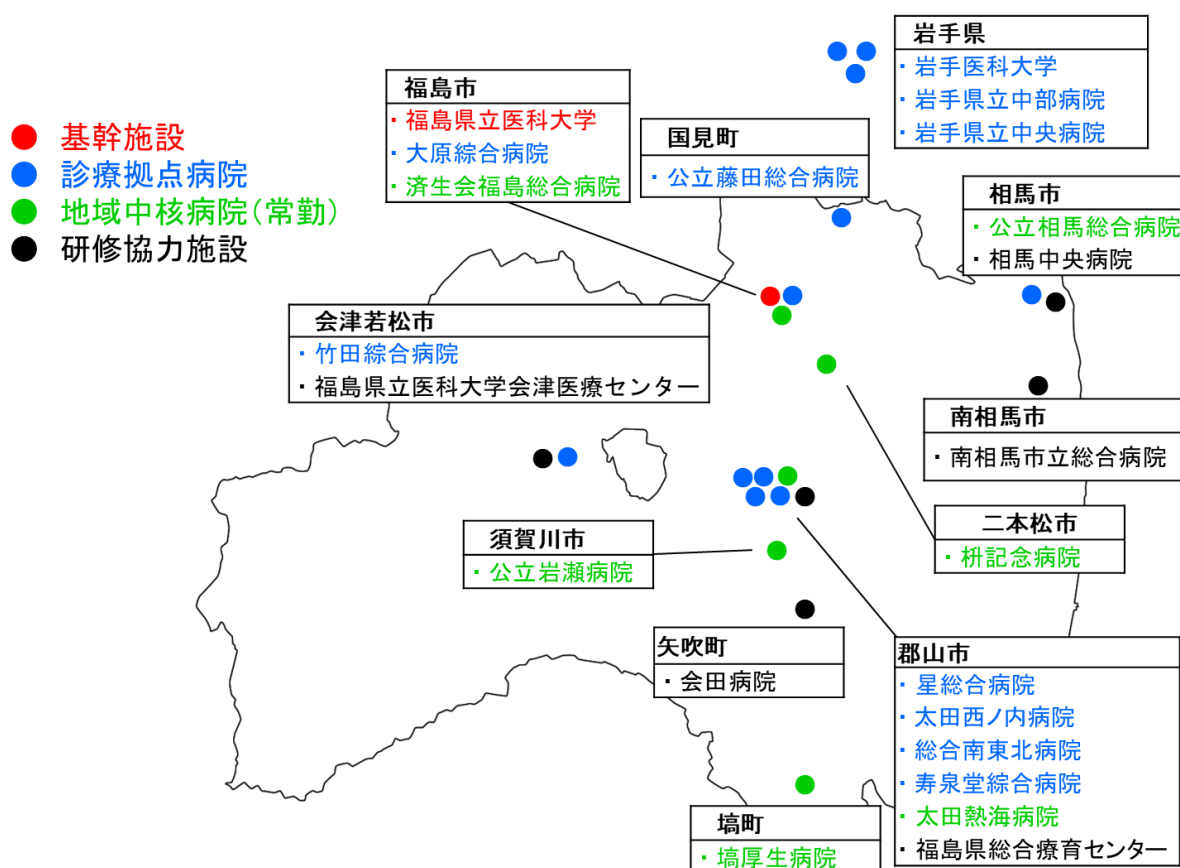 基幹施設
診療拠点病院
地域中核病院(常勤)
研修協力施設
岩手県
・岩手医科大学
・岩手県立中部病院
・岩手県立中央病院
福島市
・福島県立医科大学
・大原綜合病院
・済生会福島総合病院
国見町
・公立藤田総合病院
相馬市
・公立相馬総合病院
・相馬中央病院
会津若松市
・竹田綜合病院
・福島県立医科大学会津医療センター
南相馬市
・南相馬市立総合病院
二本松市
・枡記念病院
須賀川市
・公立岩瀬病院
矢吹町
・会田病院
郡山市
・星総合病院
・太田西ノ内病院
・総合南東北病院
・寿泉堂綜合病院
・太田熱海病院
・福島県総合療育センター
塙町
・塙厚生病院